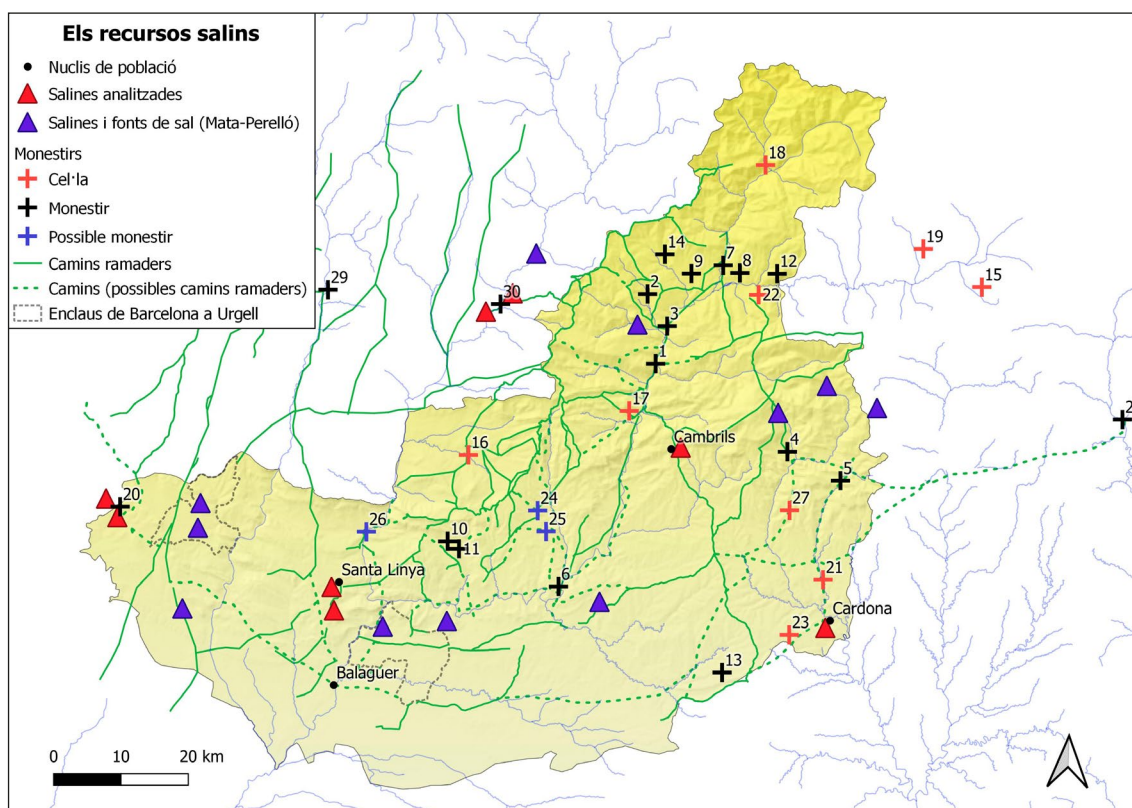 Els recursos salins
Nuclis de població
Salines analitzades
Salines i fonts de sal (Mata-Perelló)
Monestirs
Cel·la
Monestir
Possible monestir
Camins ramaders
Camins (possibles camins ramaders)
Enclaus de Barcelona a Urgell
18
19
14
7
9
8
12
15
29
2
22
30
3
1
17
2
Cambrils
16
4
5
20
24
27
26
25
10
11
Santa Linya
6
21
Cardona
23
13
Balaguer
0 10 20 km